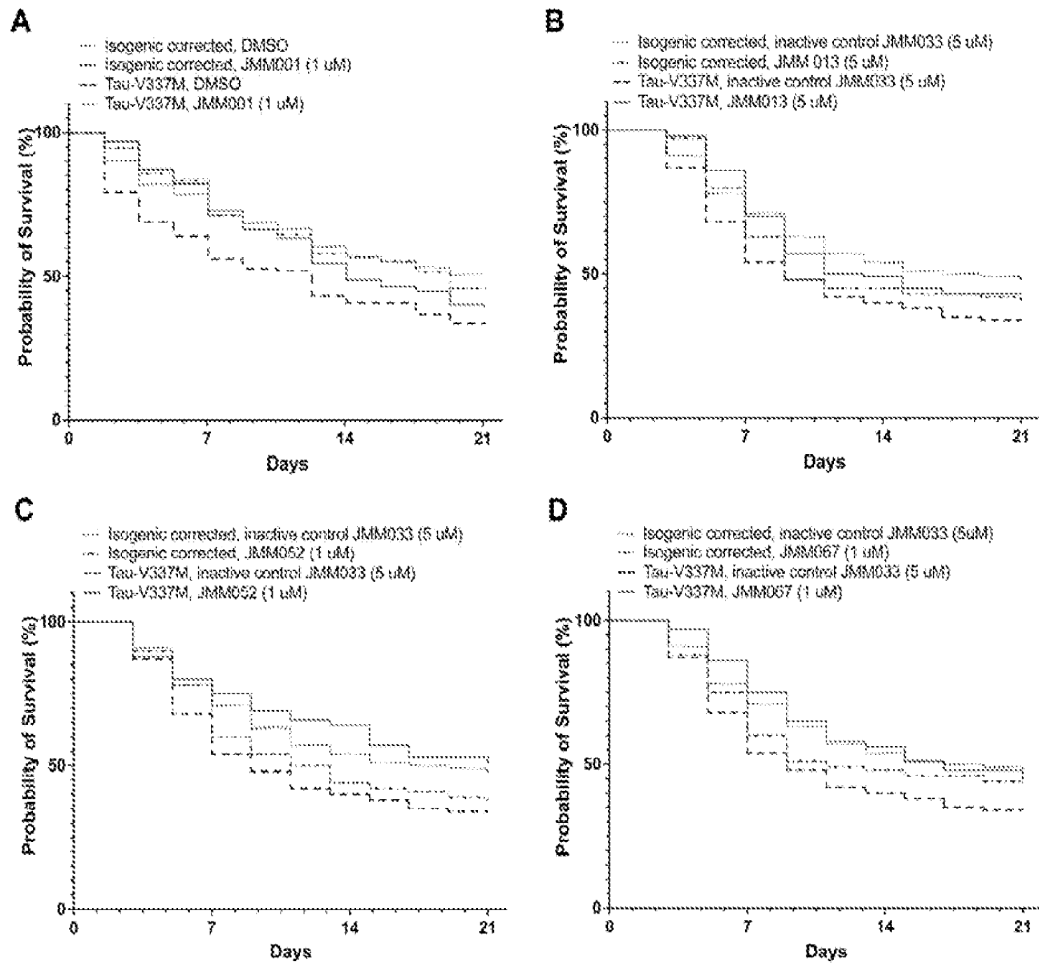 A
Isogenic corrected, DMSO
Isogenic corrected, JMM001 (1 uM)
Tau-V337M, DMSO
Tau-V337M, JMM001 (1 uM)
Probability of Survival (%)
100
50
0
0 7 14 21
Days
B
Isogenic corrected, inactive control JMM033 (5 uM)
Isogenic corrected, JMM 013 (5 uM)
Tau-V337M, inactive control JMM033 (5 uM)
Tau-V337M, JMM013 (5 uM)
Probability of Survival (%)
100
50
0
0 7 14 21
Days
C
Isogenic corrected, inactive control JMM033 (5 uM)
Isogenic corrected, JMM052 (1 uM)
Tau-V337M, inactive control JMM033 (5 uM)
Tau-V337M, JMM052 (1 uM)
Probability of Survival (%)
100
50
0
0 7 14 21
Days
D
Isogenic corrected, inactive control JMM033 (5uM)
Isogenic corrected, JMM067 (1 uM)
Tau-V337M, inactive control JMM033 (5 uM)
Tau-V337M, JMM067 (1 uM)
Probability of Survival (%)
100
50
0
0 7 14 21
Days